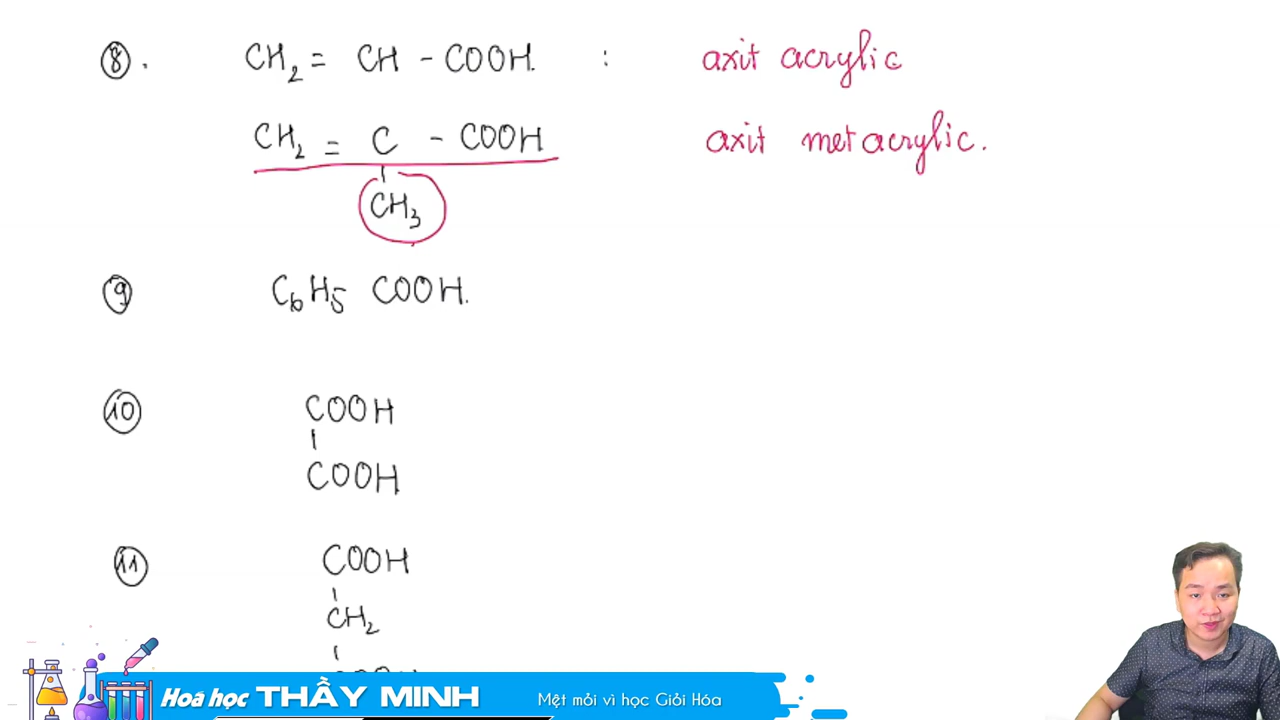 ⑧. CH₂ = CH - COOH. : axit acrylic
CH₂ = C - COOH axit metacrylic.
CH₃
⑨ C₆H₅ COOH.
⑩ COOH
COOH
⑪ COOH
CH₂
COOH
Hoá học THẦY MINH Mệt mỏi vì học Giỏi Hóa